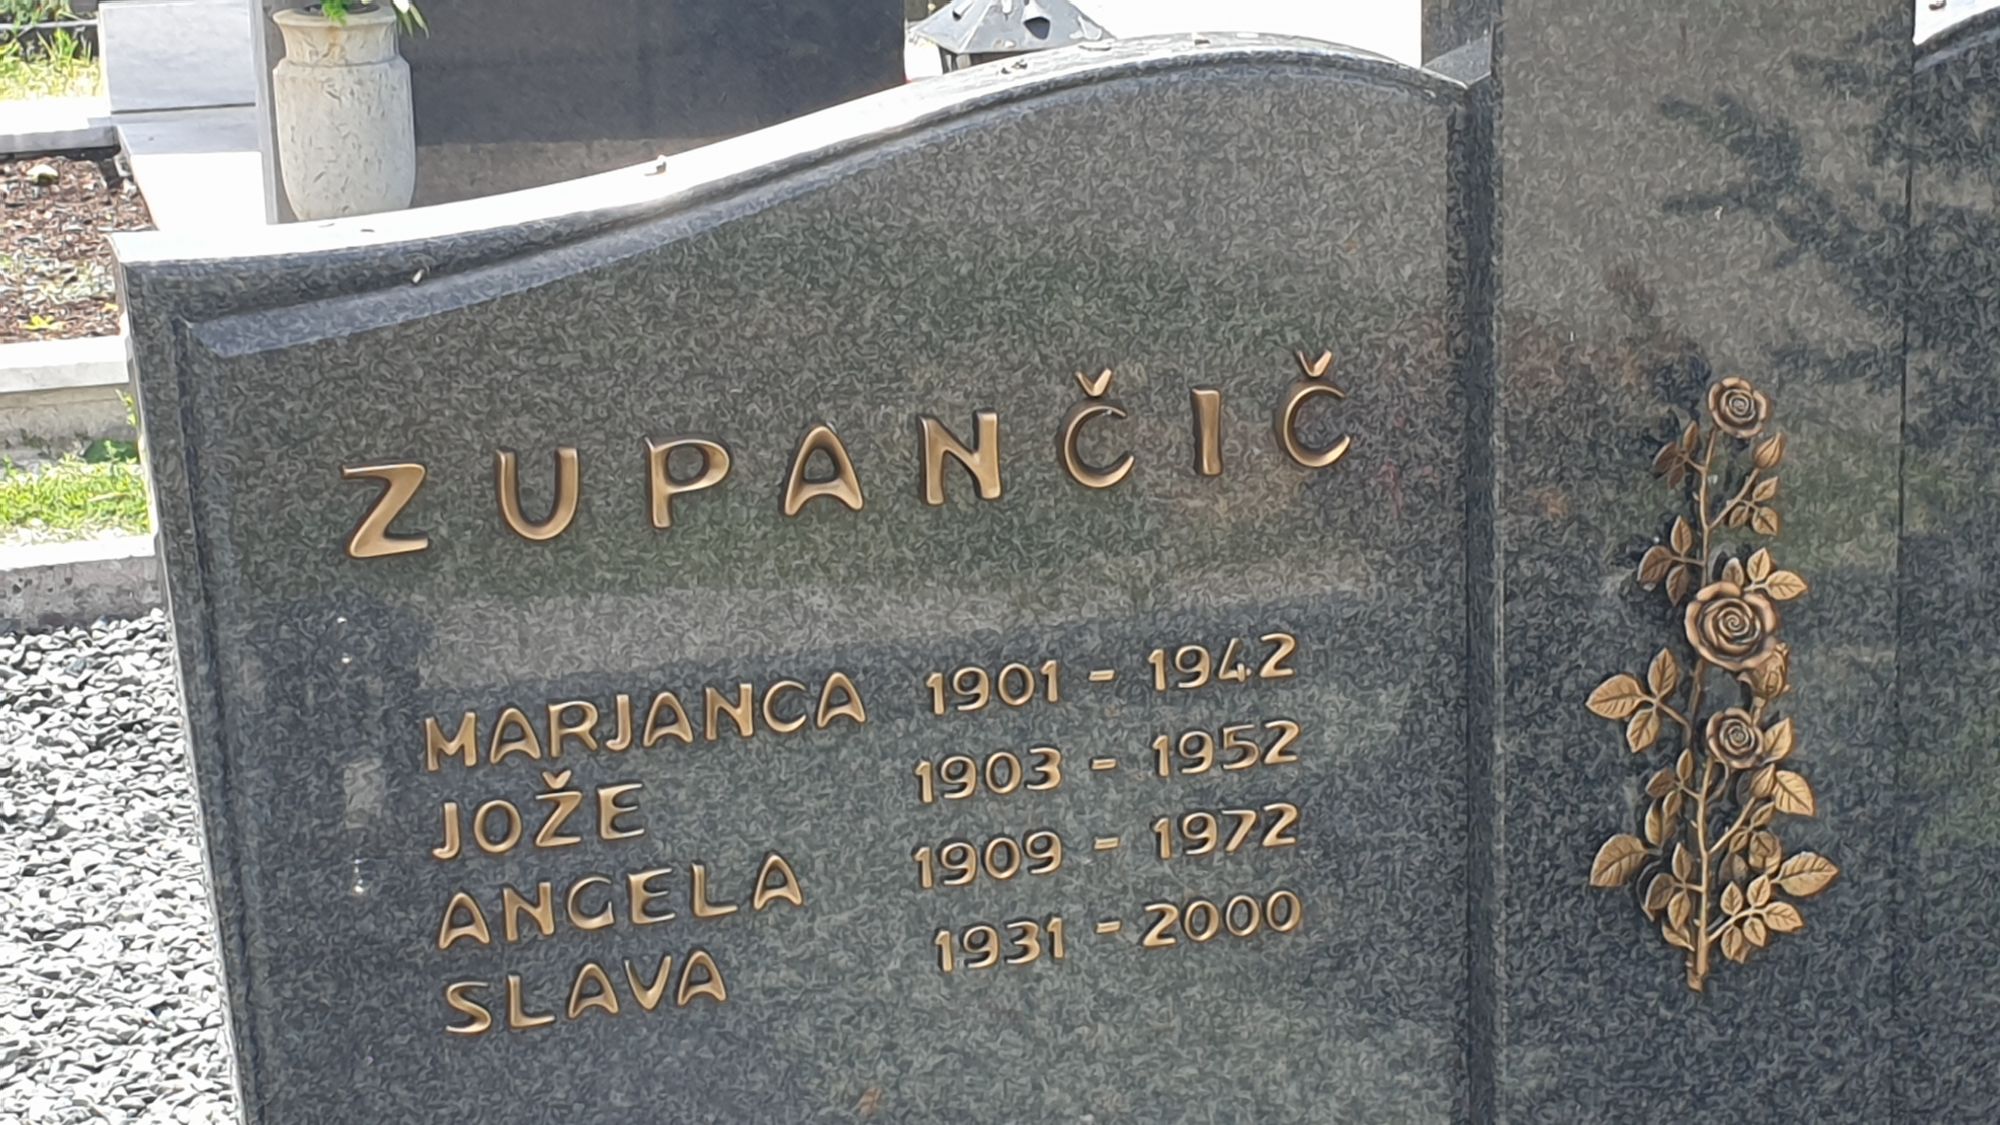 ZUPANČIČ
MARJANCA 1901 - 1942
JOŽE 1903 - 1952
ANGELA 1909 - 1972
SLAVA 1931 - 2000